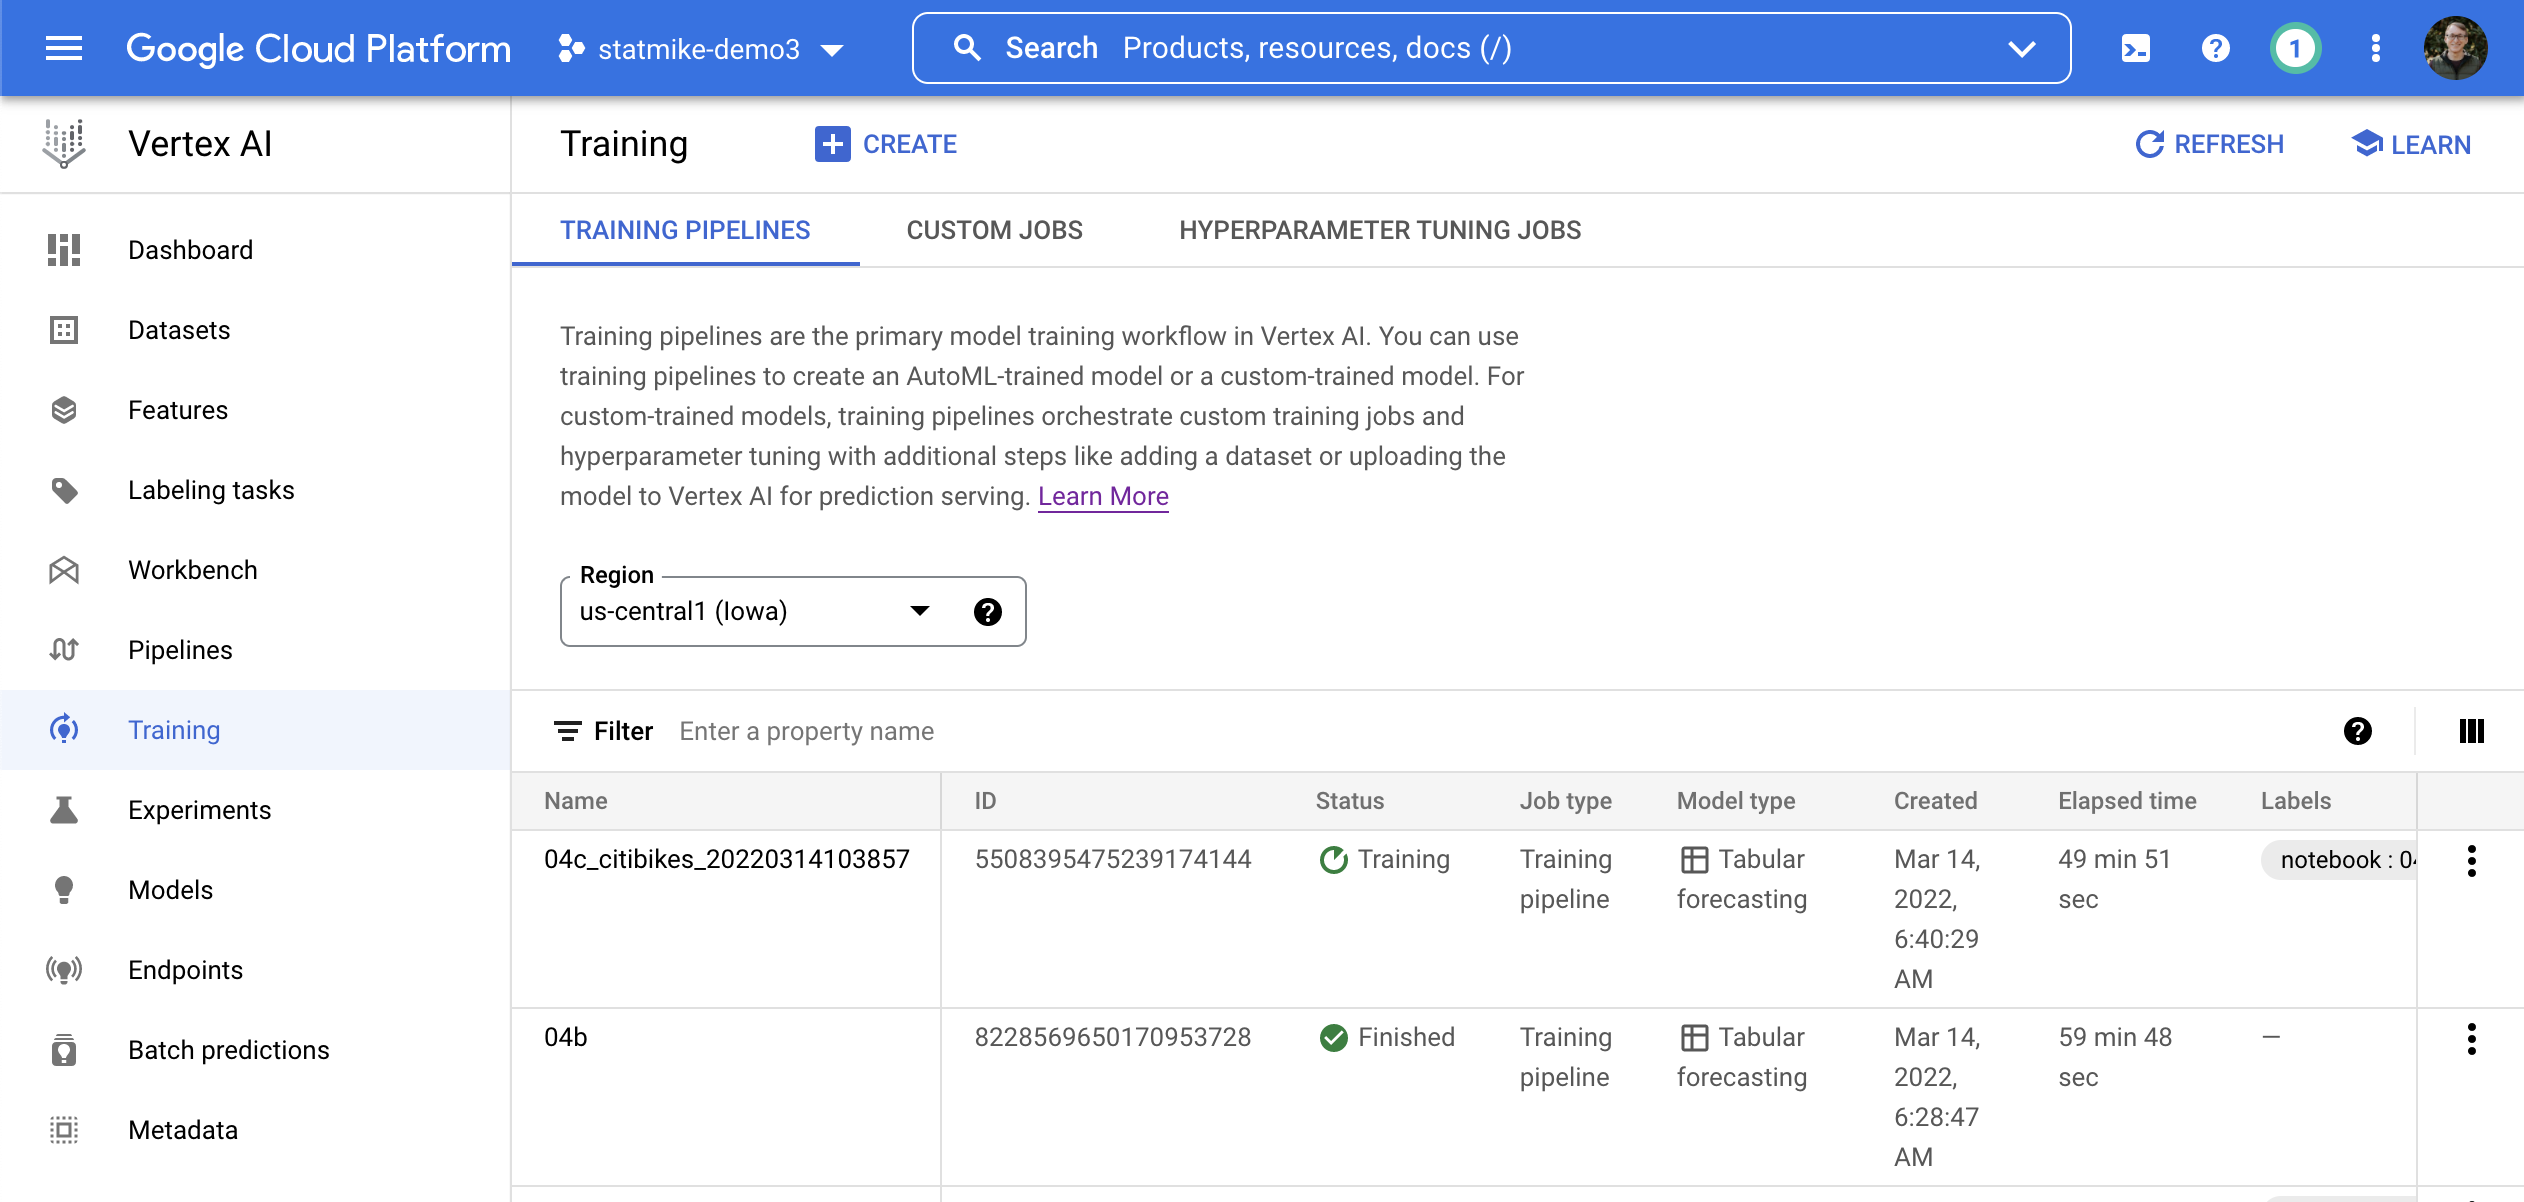 Google Cloud Platform
statmike-demo3
Search Products, resources, docs (/)
1
Vertex AI
Training
CREATE
REFRESH
LEARN
Dashboard
Datasets
Features
Labeling tasks
Workbench
Pipelines
Training
Experiments
Models
Endpoints
Batch predictions
Metadata
TRAINING PIPELINES
CUSTOM JOBS
HYPERPARAMETER TUNING JOBS
Training pipelines are the primary model training workflow in Vertex AI. You can use
training pipelines to create an AutoML-trained model or a custom-trained model. For
custom-trained models, training pipelines orchestrate custom training jobs and
hyperparameter tuning with additional steps like adding a dataset or uploading the
model to Vertex AI for prediction serving. Learn More
Region
us-central1 (Iowa)
Filter Enter a property name
Name ID Status Job type Model type Created Elapsed time Labels
04c_citibikes_20220314103857 5508395475239174144 Training Training Tabular Mar 14, 49 min 51 notebook :
pipeline forecasting 2022, sec
6:40:29
AM
04b 8228569650170953728 Finished Training Tabular Mar 14, 59 min 48 —
pipeline forecasting 2022, sec
6:28:47
AM